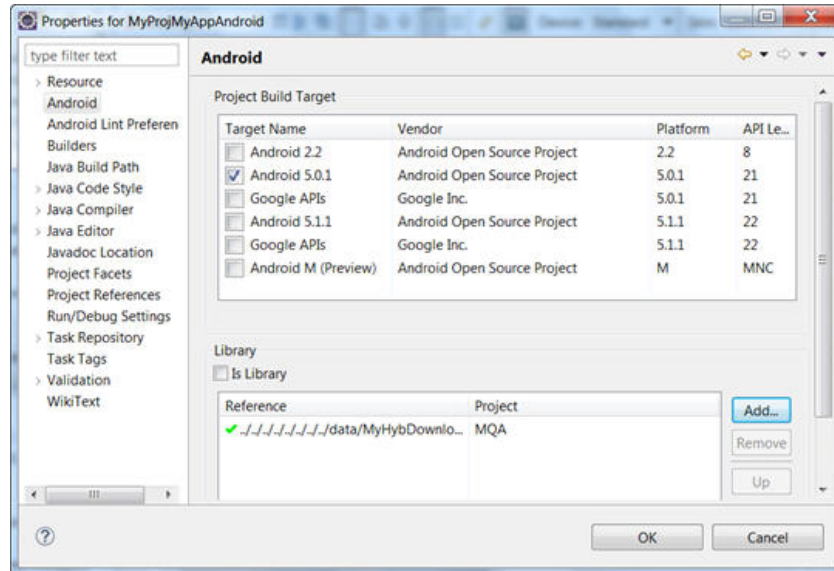 Properties for MyProjMyAppAndroid
type filter text
Resource
Android
Android Lint Preferen
Builders
Java Build Path
Java Code Style
Java Compiler
Java Editor
Javadoc Location
Project Facets
Project References
Run/Debug Settings
Task Repository
Task Tags
Validation
WikiText
Android
Project Build Target
Target Name Vendor Platform API Le...
Android 2.2 Android Open Source Project 2.2 8
Android 5.0.1 Android Open Source Project 5.0.1 21
Google APIs Google Inc. 5.0.1 21
Android 5.1.1 Android Open Source Project 5.1.1 22
Google APIs Google Inc. 5.1.1 22
Android M (Preview) Android Open Source Project M MNC
Library
Is Library
Reference Project
../../../../../../../../data/MyHybDownlo... MQA
Add...
Remove
Up
OK Cancel